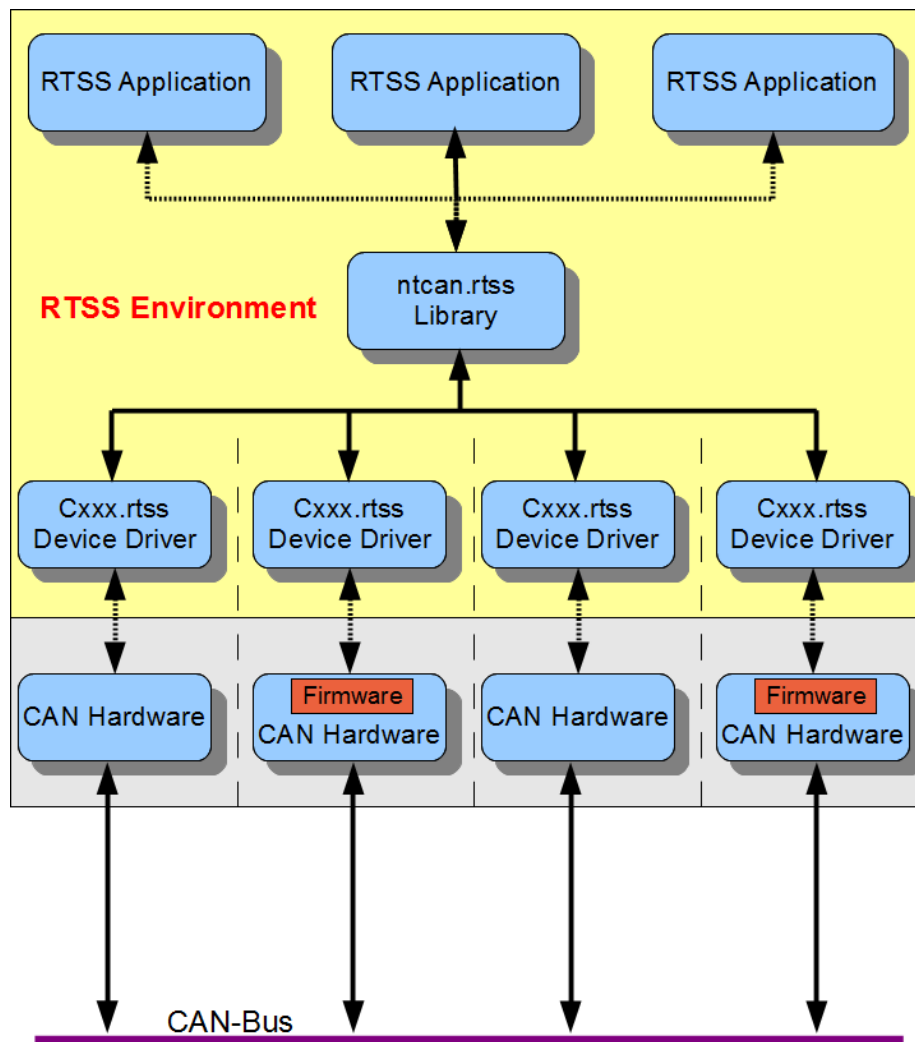 RTSS Application
RTSS Application
RTSS Application
ntcan.rtss
Library
RTSS Environment
Cxxx.rtss
Device Driver
Cxxx.rtss
Device Driver
Cxxx.rtss
Device Driver
Cxxx.rtss
Device Driver
CAN Hardware
Firmware
CAN Hardware
CAN Hardware
Firmware
CAN Hardware
CAN-Bus